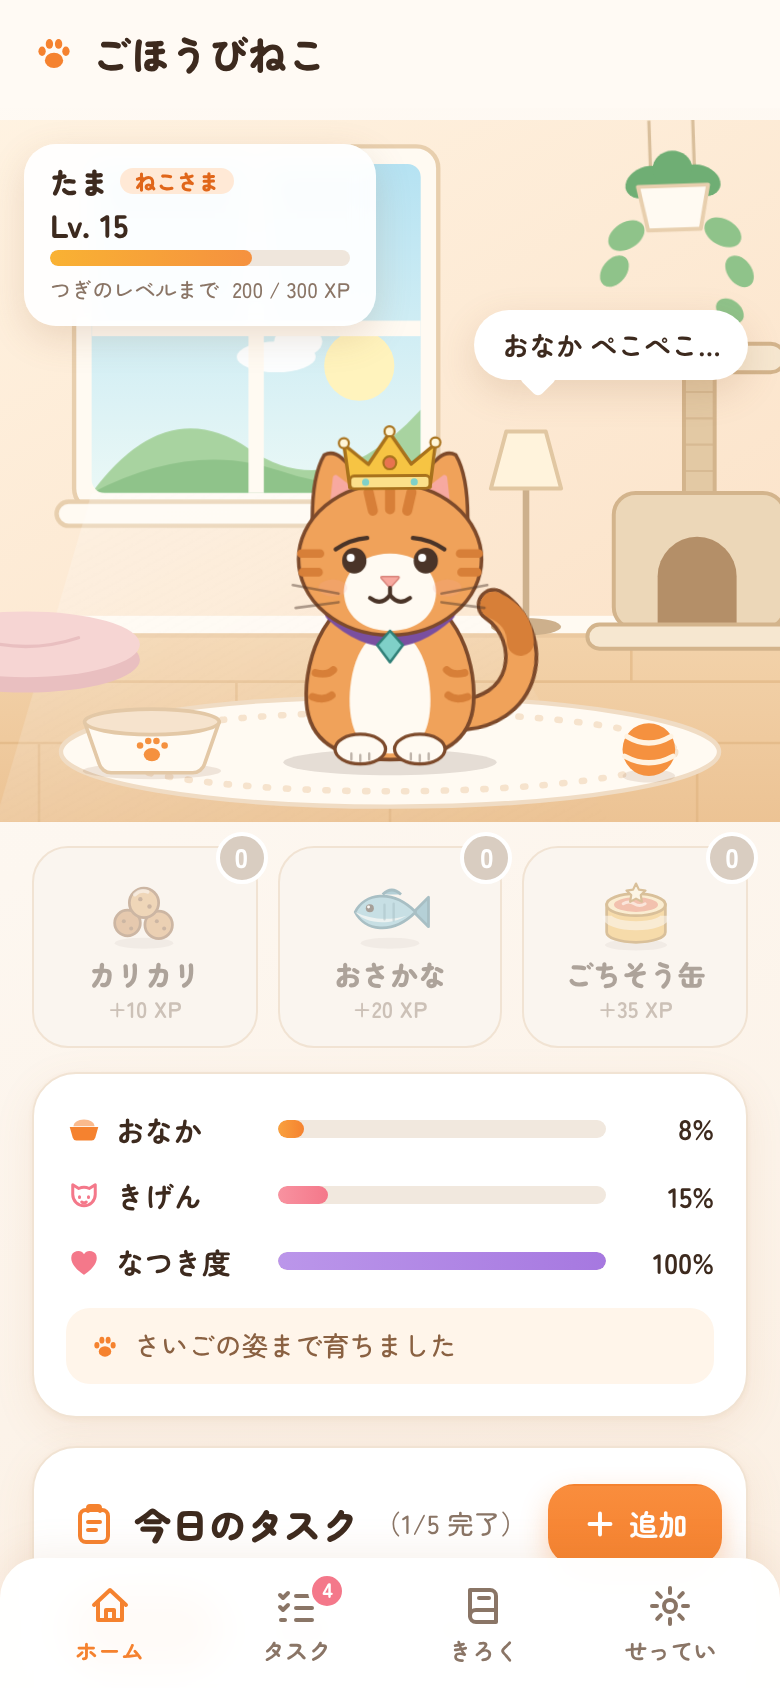 ごほうびねこ
たま ねこさま
Lv. 15
つぎのレベルまで 200 / 300 XP
おなか ぺこぺこ…
0
0
0
カリカリ
+10 XP
おさかな
+20 XP
ごちそう缶
+35 XP
おなか 8%
きげん 15%
なつき度 100%
さいごの姿まで育ちました
今日のタスク (1/5 完了) + 追加
4
ホーム
タスク
きろく
せってい